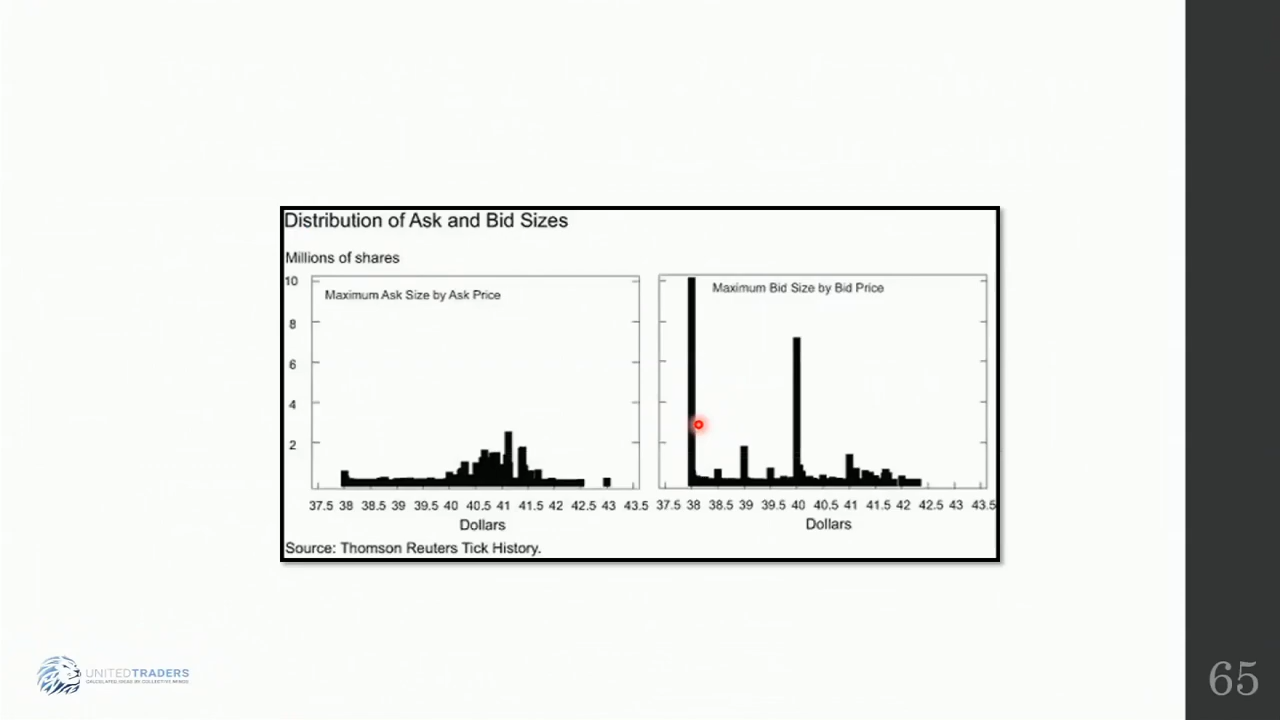 Distribution of Ask and Bid Sizes
Millions of shares
Maximum Ask Size by Ask Price
10
8
6
4
2
37.5 38 38.5 39 39.5 40 40.5 41 41.5 42 42.5 43 43.5
Dollars
Maximum Bid Size by Bid Price
37.5 38 38.5 39 39.5 40 40.5 41 41.5 42 42.5 43 43.5
Dollars
Source: Thomson Reuters Tick History.
UNITEDTRADERS
65